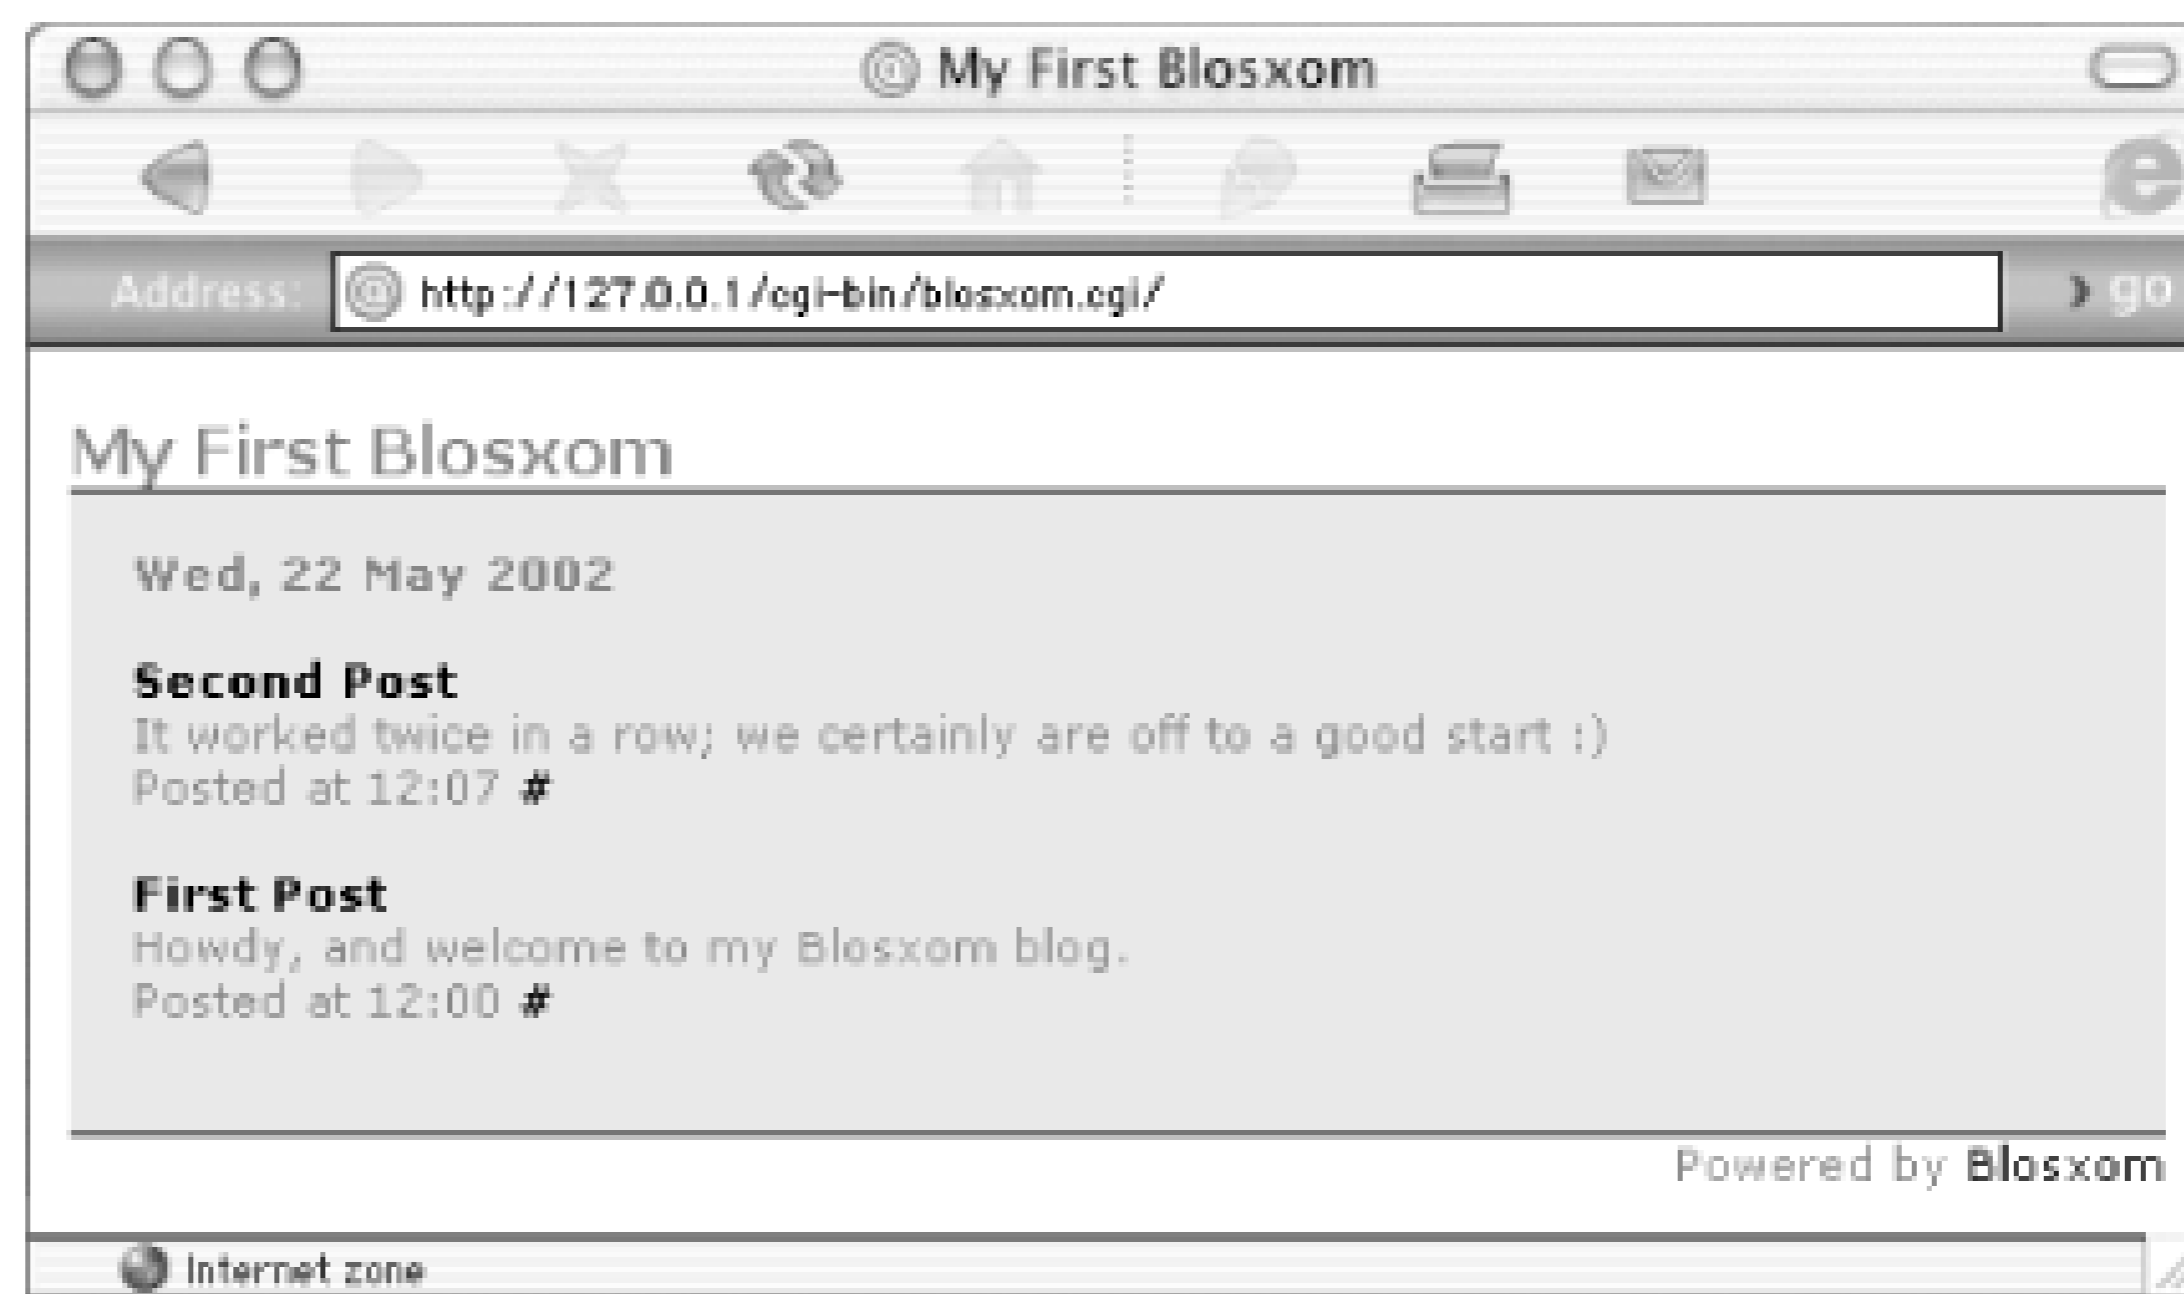 @ My First Blosxom
Address: @ http://127.0.0.1/cgi-bin/blosxom.cgi/ › go
My First Blosxom
Wed, 22 May 2002
Second Post
It worked twice in a row; we certainly are off to a good start :)
Posted at 12:07 #
First Post
Howdy, and welcome to my Blosxom blog.
Posted at 12:00 #
Powered by Blosxom
Internet zone